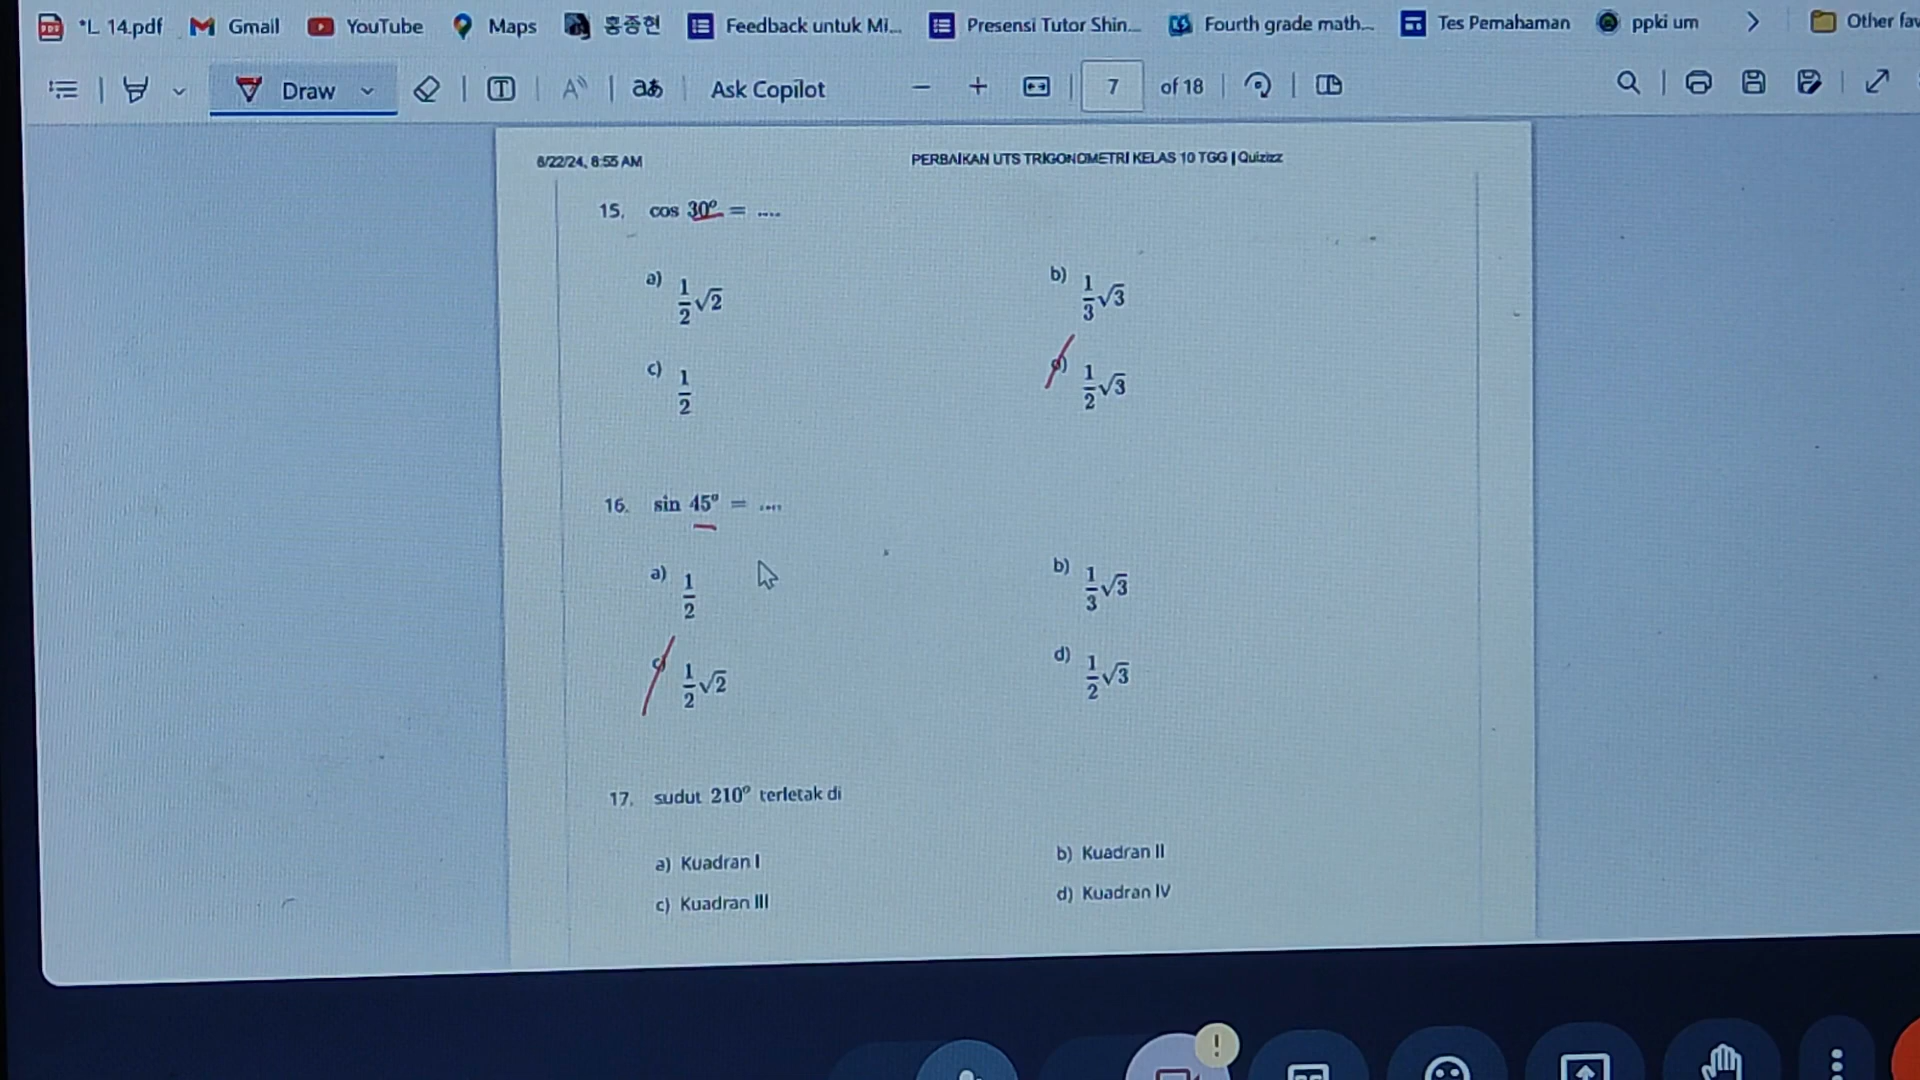 *L 14.pdf Gmail YouTube Maps 홍종현 Feedback untuk Mi... Presensi Tutor Shin... Fourth grade math... Tes Pemahaman ppki um Other fav
Draw T aあ Ask Copilot 7 of 18
6/22/24, 8:55 AM PERBAIKAN UTS TRIGONOMETRI KELAS 10 TGG | Quizizz
15. cos 30° = ....
a) 1/2 √2 b) 1/3 √3
c) 1/2 d) 1/2 √3
16. sin 45° = ....
a) 1/2 b) 1/3 √3
c) 1/2 √2 d) 1/2 √3
17. sudut 210° terletak di
a) Kuadran I b) Kuadran II
c) Kuadran III d) Kuadran IV